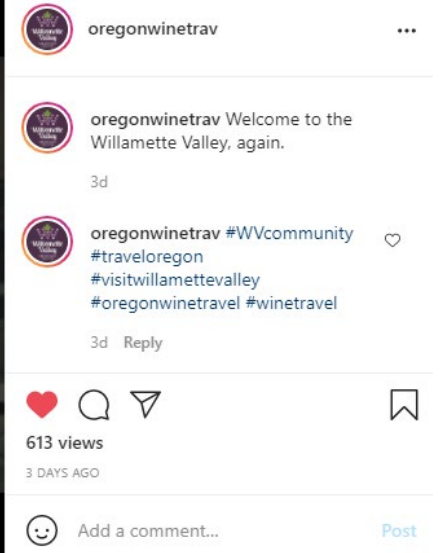 oregonwinetrav
oregonwinetrav Welcome to the
Willamette Valley, again.
3d
oregonwinetrav #WVcommunity
#traveloregon
#visitwillamettevalley
#oregonwinetravel #winetravel
3d Reply
613 views
3 DAYS AGO
Add a comment... Post